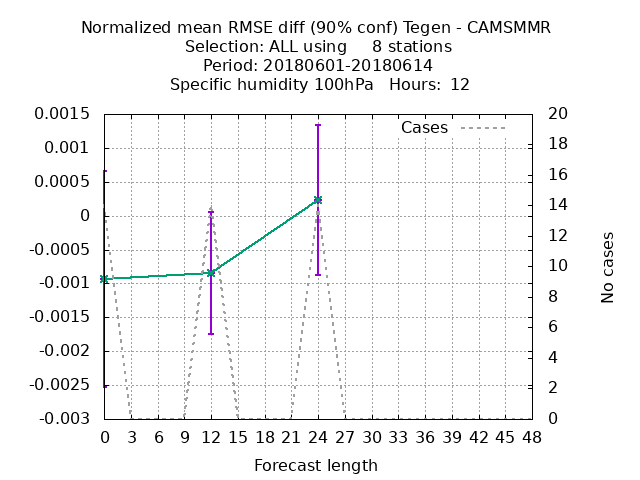 Normalized mean RMSE diff (90% conf) Tegen - CAMSMMR
Selection: ALL using     8 stations
Period: 20180601-20180614
Specific humidity 100hPa   Hours:  12
Cases
0.0015
0.001
0.0005
0
-0.0005
-0.001
-0.0015
-0.002
-0.0025
-0.003
20
18
16
14
12
10
8
6
4
2
0
No cases
0 3 6 9 12 15 18 21 24 27 30 33 36 39 42 45 48
Forecast length